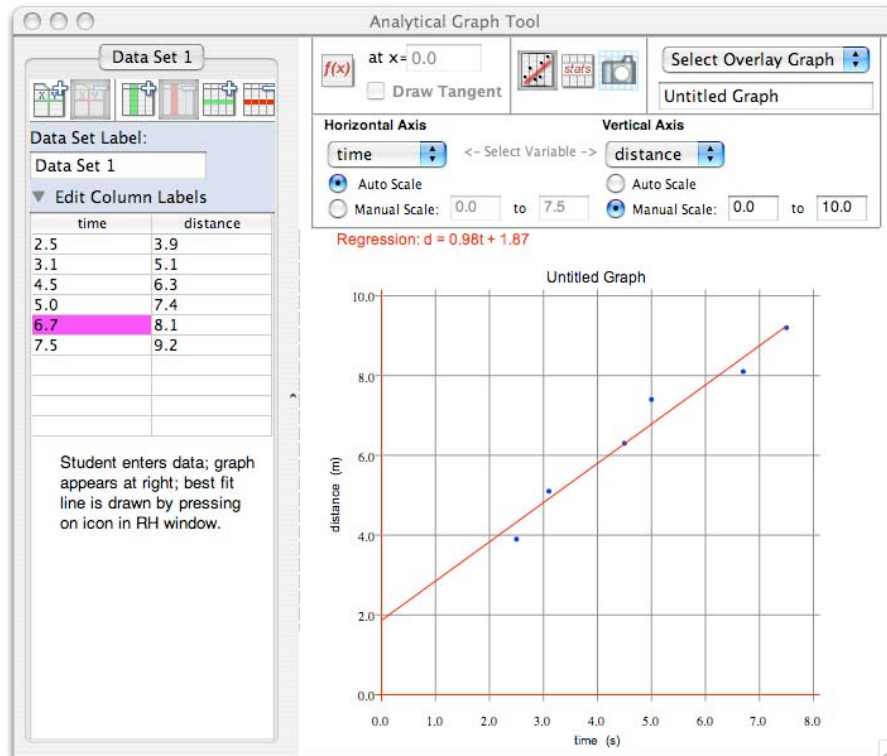 Analytical Graph Tool
Data Set 1
Data Set Label:
Data Set 1
Edit Column Labels
time distance
2.5 3.9
3.1 5.1
4.5 6.3
5.0 7.4
6.7 8.1
7.5 9.2
Student enters data; graph
appears at right; best fit
line is drawn by pressing
on icon in RH window.
f(x)
at x= 0.0
Draw Tangent
stats
Select Overlay Graph
Untitled Graph
Horizontal Axis Vertical Axis
time <- Select Variable -> distance
Auto Scale Auto Scale
Manual Scale: 0.0 to 7.5 Manual Scale: 0.0 to 10.0
Regression: d = 0.98t + 1.87
Untitled Graph
10.0
8.0
6.0
4.0
2.0
0.0
distance (m)
0.0 1.0 2.0 3.0 4.0 5.0 6.0 7.0 8.0
time (s)